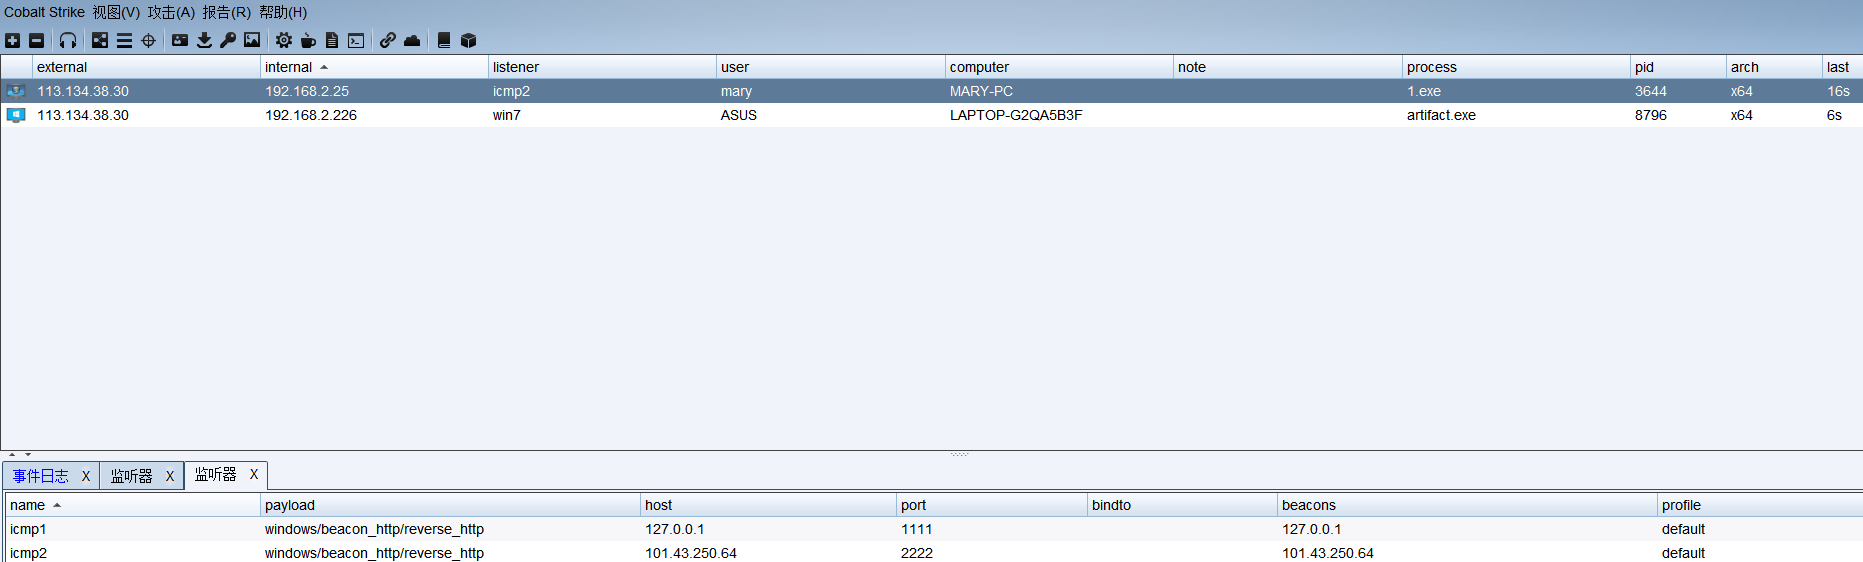 Cobalt Strike 视图(V) 攻击(A) 报告(R) 帮助(H)
external internal listener user computer note process pid arch last
113.134.38.30 192.168.2.25 icmp2 mary MARY-PC 1.exe 3644 x64 16s
113.134.38.30 192.168.2.226 win7 ASUS LAPTOP-G2QA5B3F artifact.exe 8796 x64 6s
事件日志 X 监听器 X 监听器 X
name payload host port bindto beacons profile
icmp1 windows/beacon_http/reverse_http 127.0.0.1 1111 127.0.0.1 default
icmp2 windows/beacon_http/reverse_http 101.43.250.64 2222 101.43.250.64 default